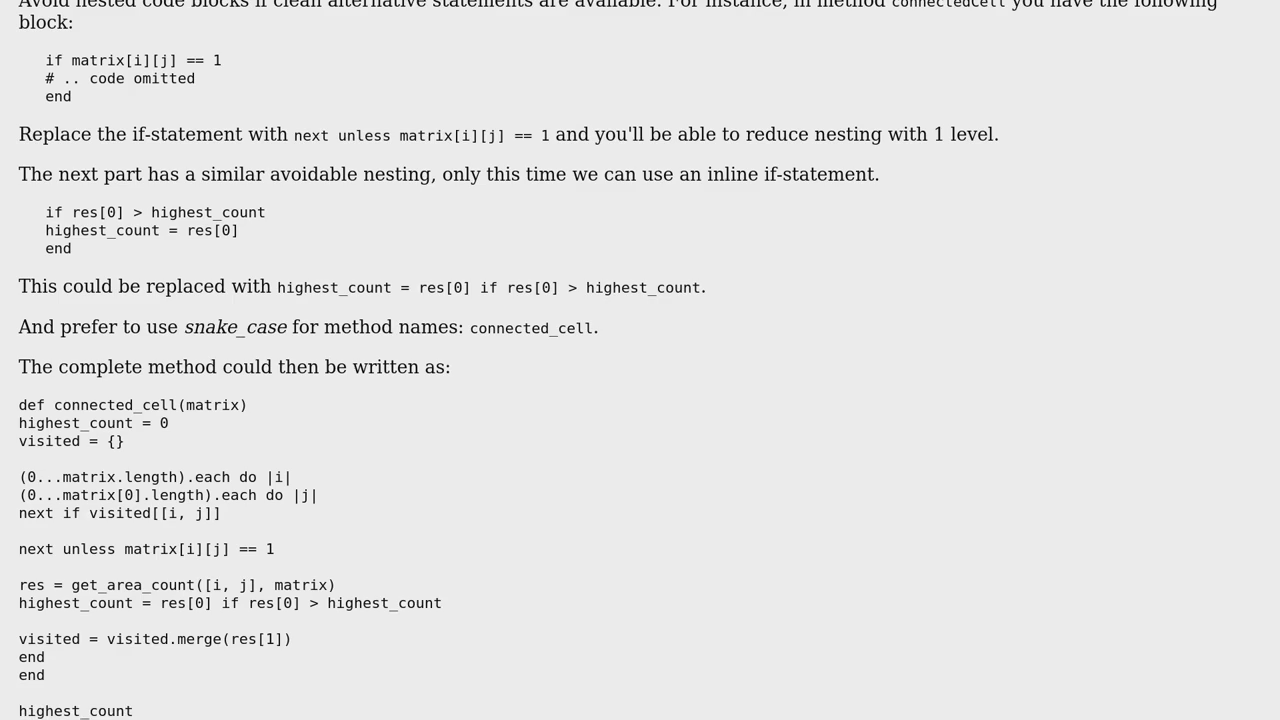 Avoid nested code blocks if clean alternative statements are available. For instance, in method connectedCell you have the following
block:
if matrix[i][j] == 1
# .. code omitted
end
Replace the if-statement with next unless matrix[i][j] == 1 and you'll be able to reduce nesting with 1 level.
The next part has a similar avoidable nesting, only this time we can use an inline if-statement.
if res[0] > highest_count
highest_count = res[0]
end
This could be replaced with highest_count = res[0] if res[0] > highest_count.
And prefer to use snake_case for method names: connected_cell.
The complete method could then be written as:
def connected_cell(matrix)
highest_count = 0
visited = {}
(0...matrix.length).each do |i|
(0...matrix[0].length).each do |j|
next if visited[[i, j]]
next unless matrix[i][j] == 1
res = get_area_count([i, j], matrix)
highest_count = res[0] if res[0] > highest_count
visited = visited.merge(res[1])
end
end
highest_count